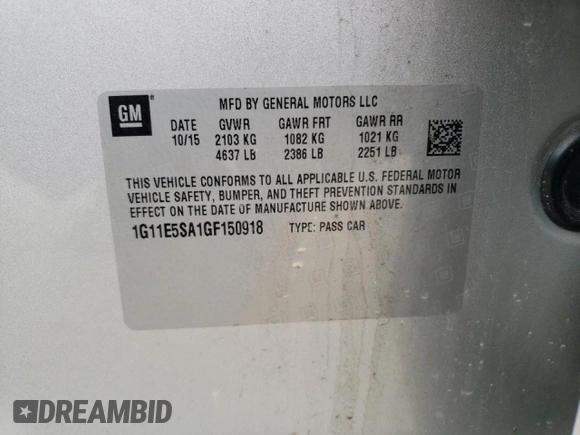 GM
MFD BY GENERAL MOTORS LLC
DATE GVWR GAWR FRT GAWR RR
10/15 2103 KG 1082 KG 1021 KG
4637 LB 2386 LB 2251 LB
THIS VEHICLE CONFORMS TO ALL APPLICABLE U.S. FEDERAL MOTOR
VEHICLE SAFETY, BUMPER, AND THEFT PREVENTION STANDARDS IN
EFFECT ON THE DATE OF MANUFACTURE SHOWN ABOVE.
1G11E5SA1GF150918 TYPE: PASS CAR
DREAMBID